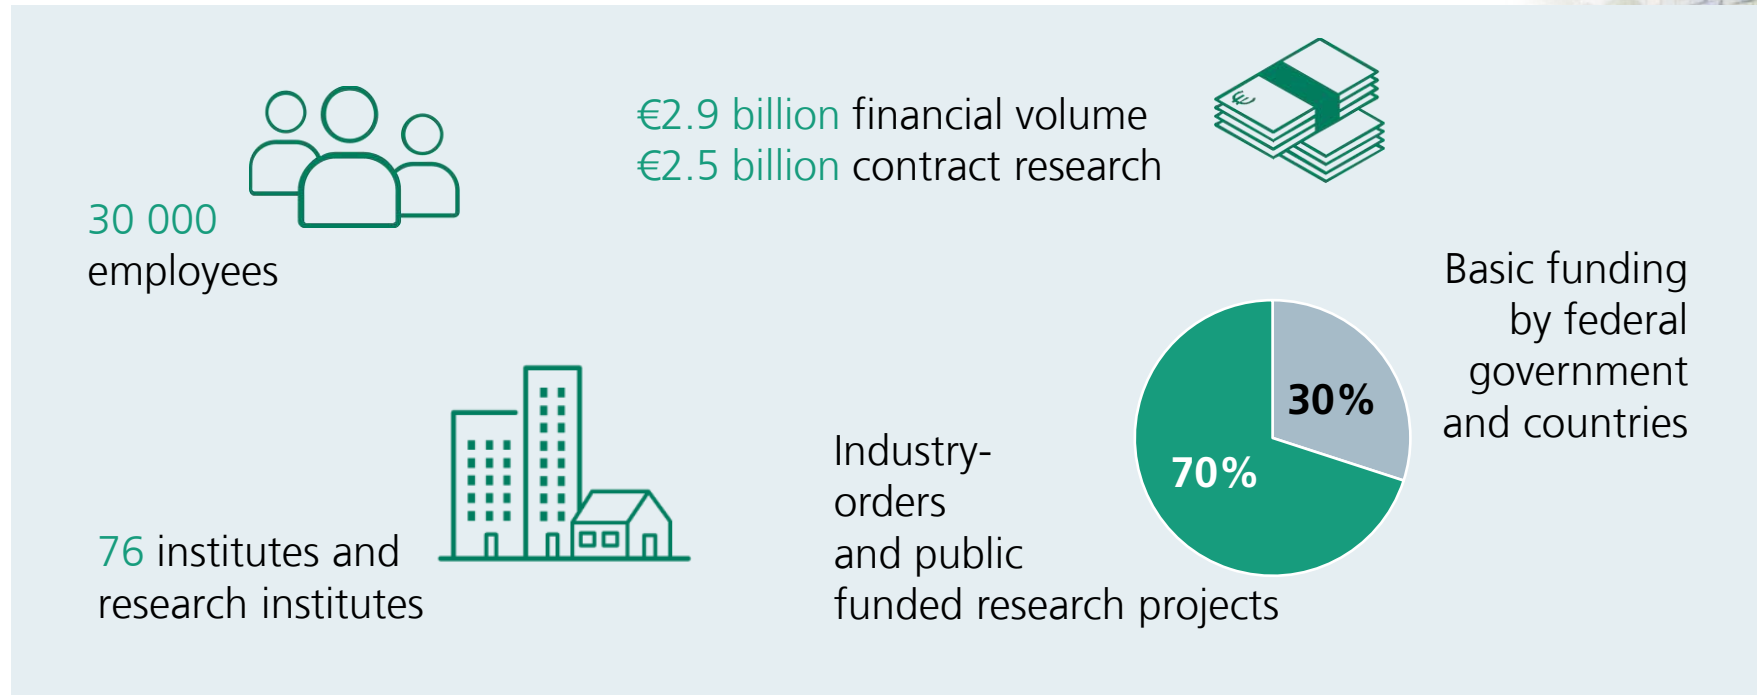 €2.9 billion financial volume
€2.5 billion contract research
€
30 000
employees
Basic funding
by federal
government
and countries
30%
70%
Industry-
orders
and public
funded research projects
76 institutes and
research institutes